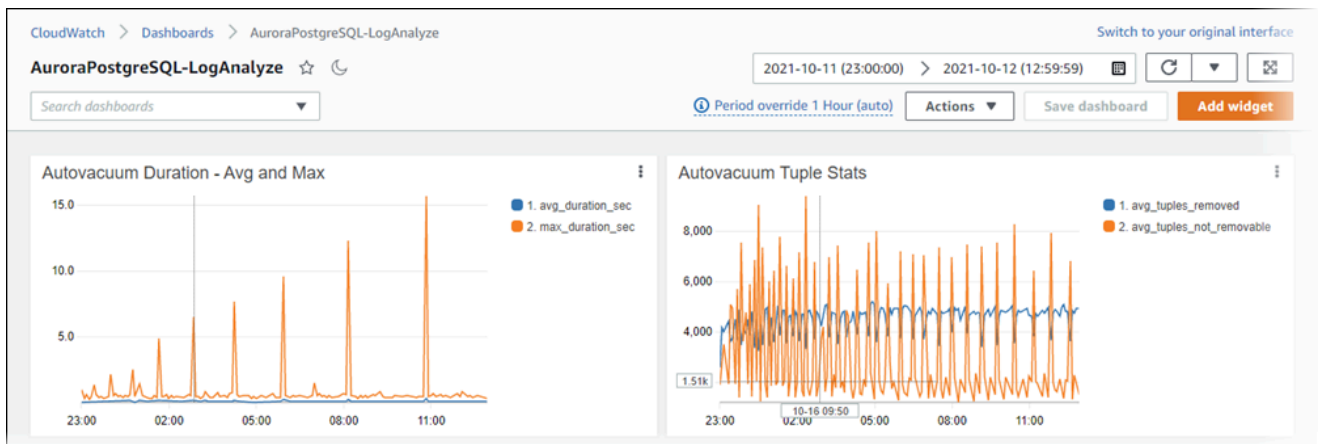 CloudWatch > Dashboards > AuroraPostgreSQL-LogAnalyze
Switch to your original interface
AuroraPostgreSQL-LogAnalyze
2021-10-11 (23:00:00) > 2021-10-12 (12:59:59)
Search dashboards
Period override 1 Hour (auto)
Actions
Save dashboard
Add widget
Autovacuum Duration - Avg and Max
15.0
10.0
5.0
23:00 02:00 05:00 08:00 11:00
1. avg_duration_sec
2. max_duration_sec
Autovacuum Tuple Stats
8,000
6,000
4,000
1.51k
10-16 09:50
23:00 02:00 05:00 08:00 11:00
1. avg_tuples_removed
2. avg_tuples_not_removable